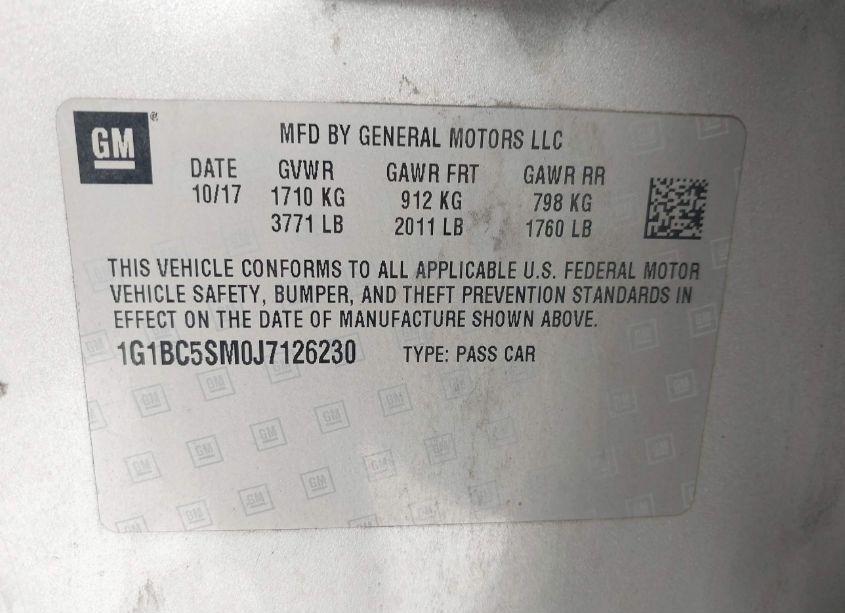 GM®
MFD BY GENERAL MOTORS LLC
DATE GVWR GAWR FRT GAWR RR
10/17 1710 KG 912 KG 798 KG
3771 LB 2011 LB 1760 LB
THIS VEHICLE CONFORMS TO ALL APPLICABLE U.S. FEDERAL MOTOR
VEHICLE SAFETY, BUMPER, AND THEFT PREVENTION STANDARDS IN
EFFECT ON THE DATE OF MANUFACTURE SHOWN ABOVE.
1G1BC5SM0J7126230 TYPE: PASS CAR